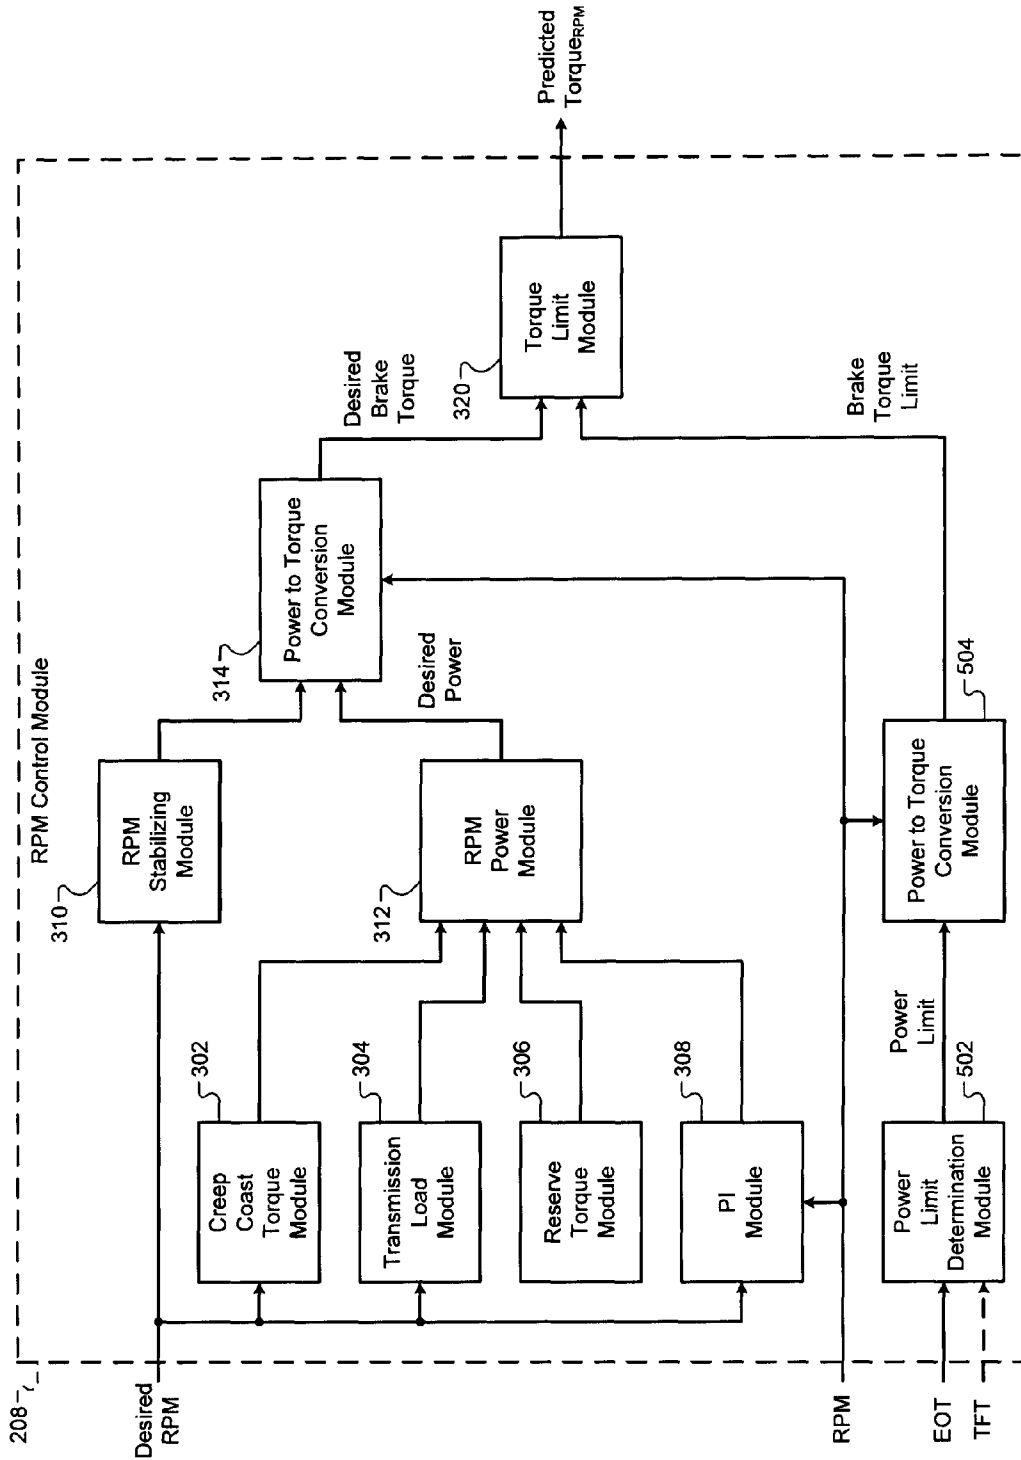 208
RPM Control Module
Desired
RPM
310
RPM
Stabilizing
Module
302
Creep
Coast
Torque
Module
304
Transmission
Load
Module
306
Reserve
Torque
Module
308
PI
Module
312
RPM
Power
Module
Desired
Power
314
Power to Torque
Conversion
Module
Desired
Brake
Torque
320
Torque
Limit
Module
Predicted
TorqueRPM
RPM
EOT
TFT
502
Power
Limit
Determination
Module
Power
Limit
504
Power to Torque
Conversion
Module
Brake
Torque
Limit